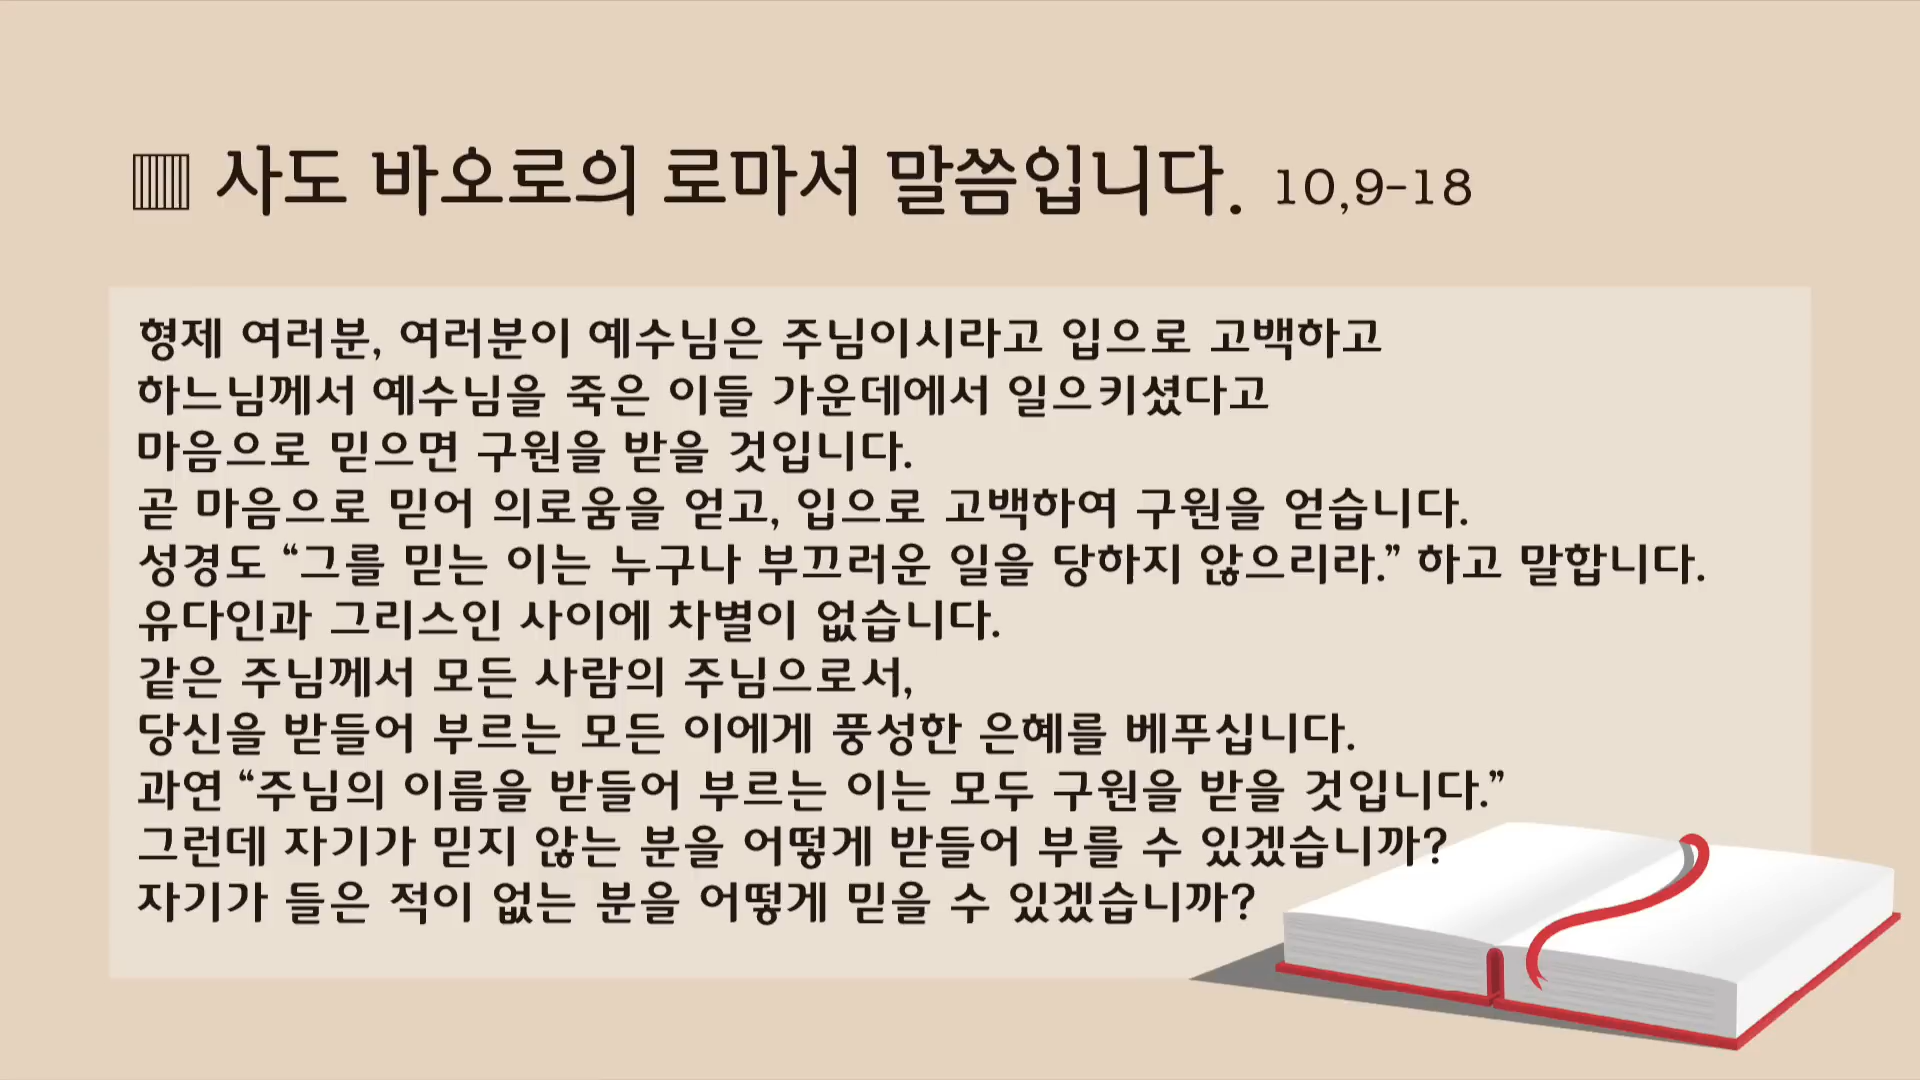 ▥ 사도 바오로의 로마서 말씀입니다. 10,9-18
형제 여러분, 여러분이 예수님은 주님이시라고 입으로 고백하고
하느님께서 예수님을 죽은 이들 가운데에서 일으키셨다고
마음으로 믿으면 구원을 받을 것입니다.
곧 마음으로 믿어 의로움을 얻고, 입으로 고백하여 구원을 얻습니다.
성경도 “그를 믿는 이는 누구나 부끄러운 일을 당하지 않으리라.” 하고 말합니다.
유다인과 그리스인 사이에 차별이 없습니다.
같은 주님께서 모든 사람의 주님으로서,
당신을 받들어 부르는 모든 이에게 풍성한 은혜를 베푸십니다.
과연 “주님의 이름을 받들어 부르는 이는 모두 구원을 받을 것입니다.”
그런데 자기가 믿지 않는 분을 어떻게 받들어 부를 수 있겠습니까?
자기가 들은 적이 없는 분을 어떻게 믿을 수 있겠습니까?